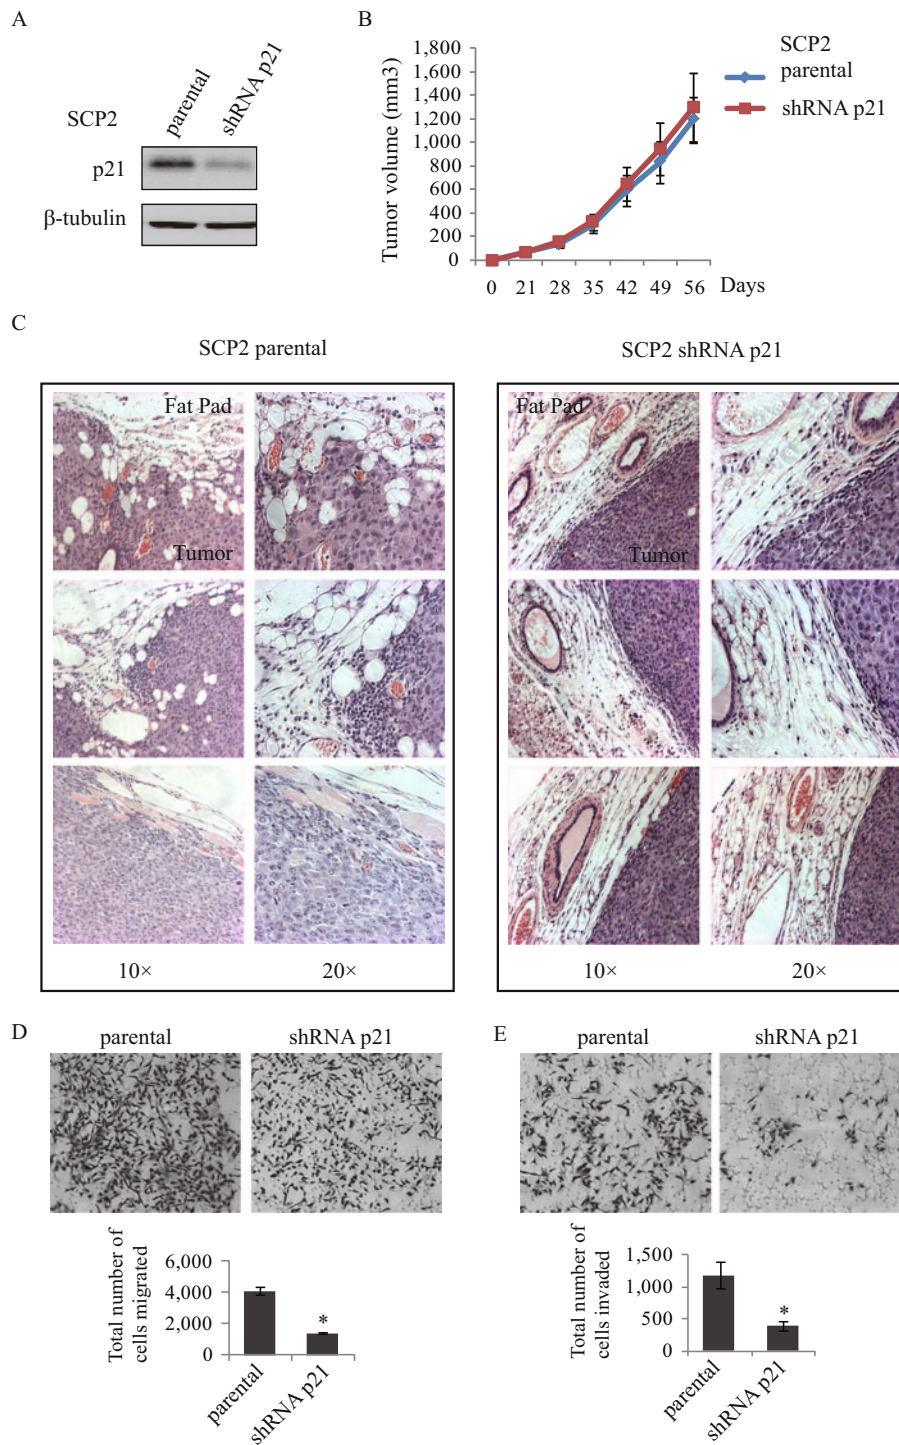 A
SCP2
parental
shRNA p21
p21
β-tubulin
B
Tumor volume (mm3)
1,800
1,600
1,400
1,200
1,000
800
600
400
200
0
0 21 28 35 42 49 56 Days
SCP2
parental
shRNA p21
C
SCP2 parental
Fat Pad
Tumor
10× 20×
SCP2 shRNA p21
Fat Pad
Tumor
10× 20×
D
parental shRNA p21
Total number of
cells migrated
6,000
4,000
2,000
0
*
parental
shRNA p21
E
parental shRNA p21
Total number of
cells invaded
1,500
1,000
500
0
*
parental
shRNA p21